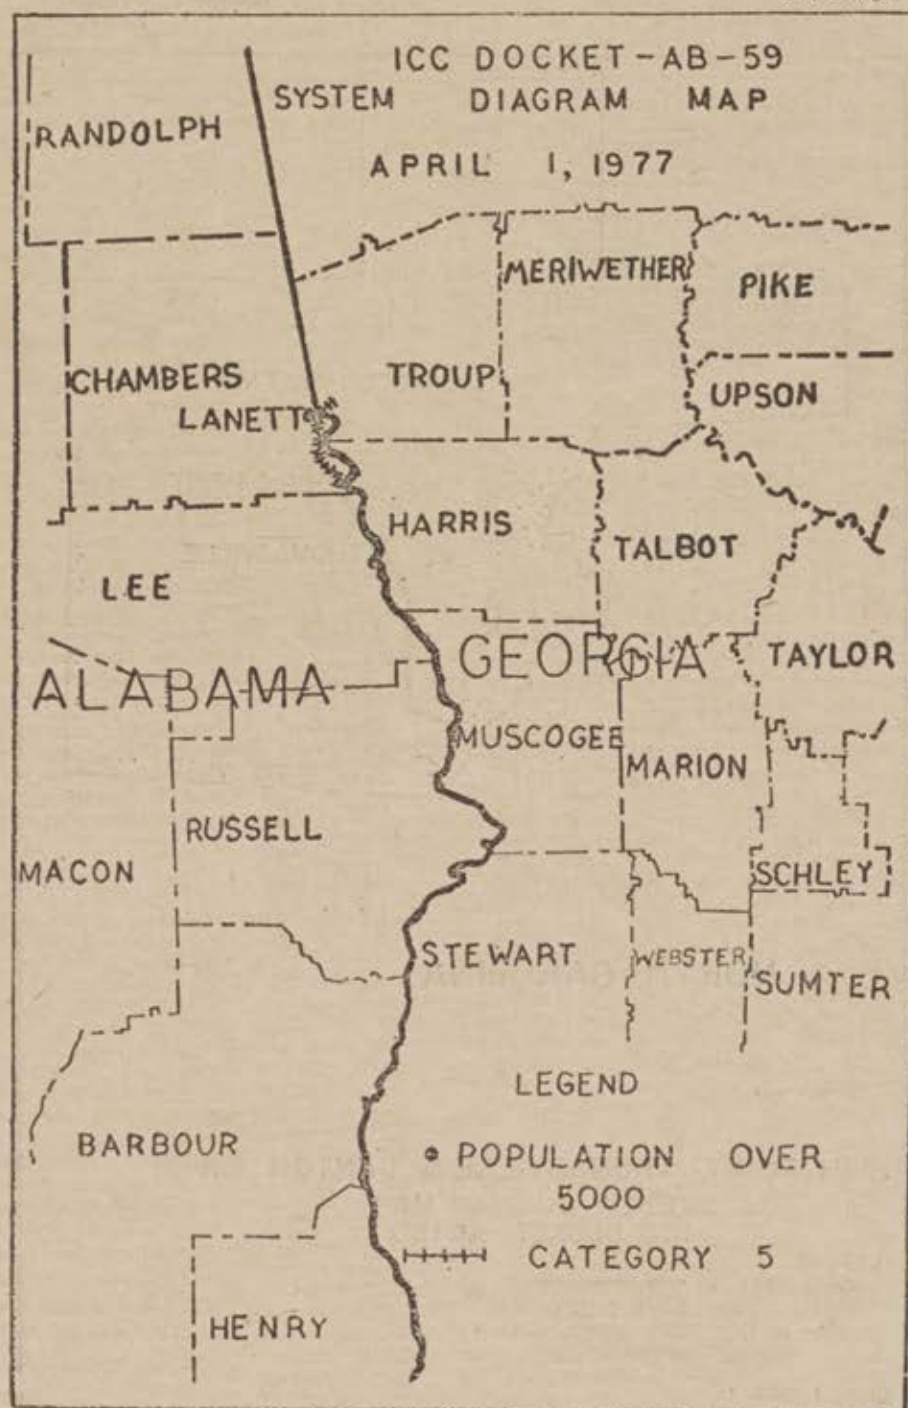 ICC DOCKET-AB-59
SYSTEM DIAGRAM MAP
APRIL 1, 1977
RANDOLPH
MERIWETHER
PIKE
CHAMBERS
TROUP
UPSON
LANETT
HARRIS
TALBOT
LEE
GEORGIA
TAYLOR
ALABAMA
MUSCOGEE
MARION
RUSSELL
MACON
SCHLEY
STEWART
WEBSTER
SUMTER
LEGEND
BARBOUR
POPULATION OVER
5000
CATEGORY 5
HENRY